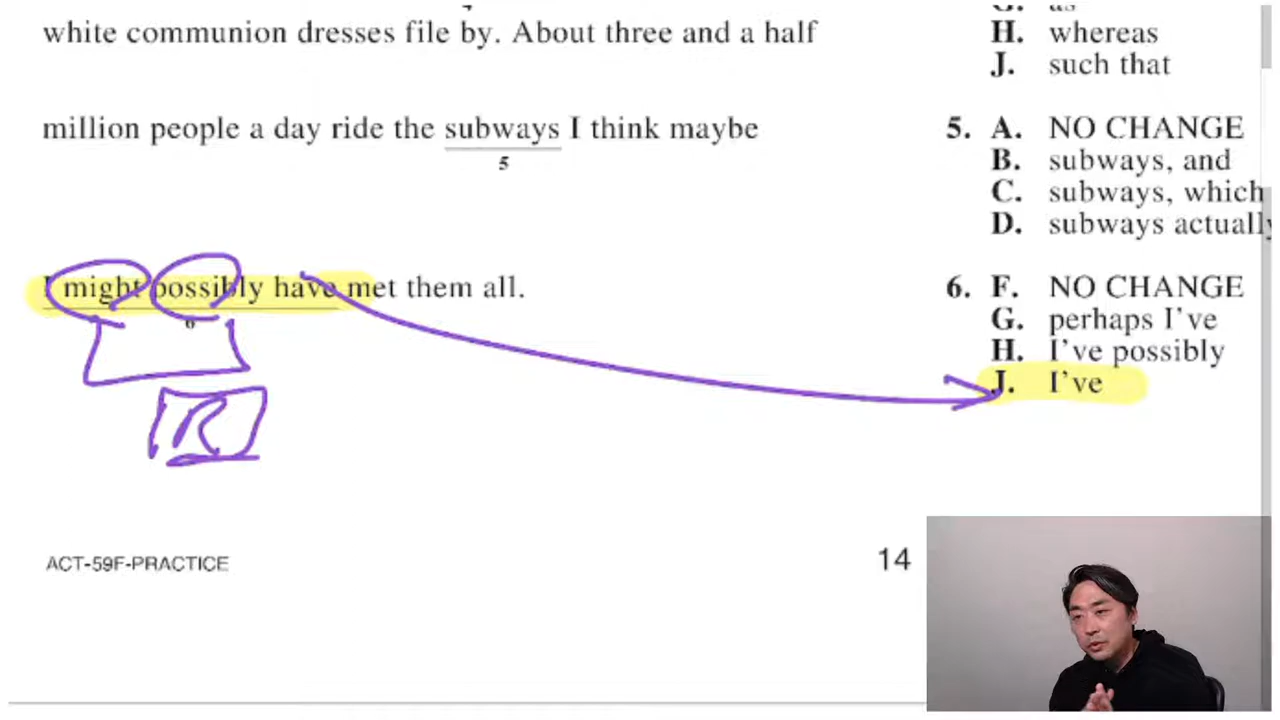 G. as
white communion dresses file by. About three and a half
H. whereas
J. such that
million people a day ride the subways I think maybe
5
5. A. NO CHANGE
B. subways, and
C. subways, which
D. subways actually
I might possibly have met them all.
6
6. F. NO CHANGE
G. perhaps I've
H. I've possibly
J. I've
R
ACT-59F-PRACTICE
14